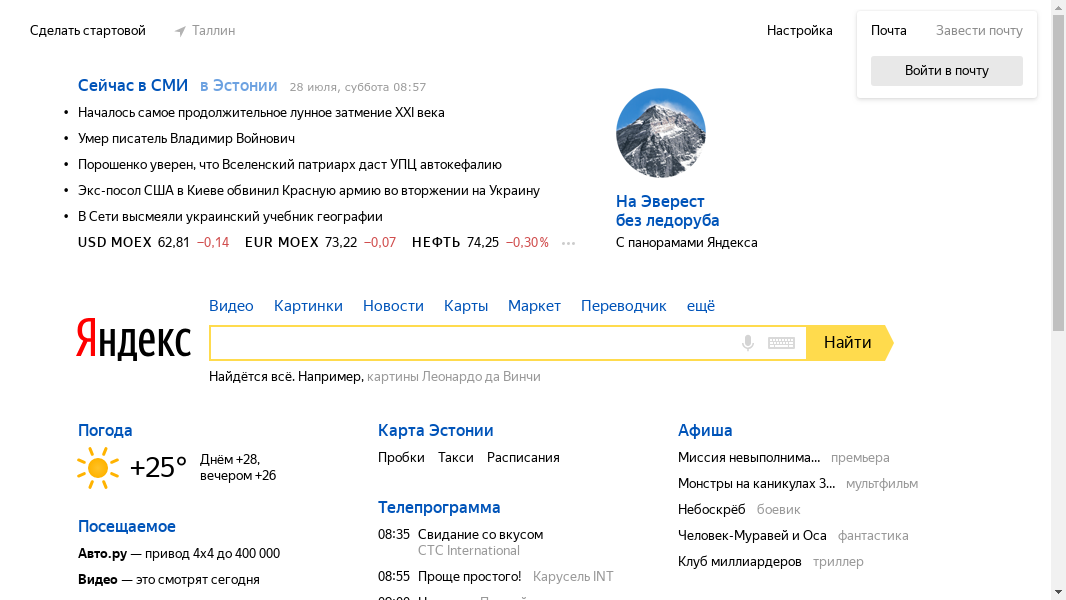 Сделать стартовой
Таллин
Настройка
Почта
Завести почту
Войти в почту
Сейчас в СМИ в Эстонии 28 июля, суббота 08:57
Началось самое продолжительное лунное затмение XXI века
Умер писатель Владимир Войнович
Порошенко уверен, что Вселенский патриарх даст УПЦ автокефалию
Экс-посол США в Киеве обвинил Красную армию во вторжении на Украину
В Сети высмеяли украинский учебник географии
USD MOEX 62,81 −0,14 EUR MOEX 73,22 −0,07 НЕФТЬ 74,25 −0,30%
На Эверест
без ледоруба
С панорамами Яндекса
Видео Картинки Новости Карты Маркет Переводчик ещё
Яндекс
Найти
Найдётся всё. Например, картины Леонардо да Винчи
Погода
+25°
Днём +28,
вечером +26
Посещаемое
Авто.ру — привод 4x4 до 400 000
Видео — это смотрят сегодня
Карта Эстонии
Пробки Такси Расписания
Телепрограмма
08:35 Свидание со вкусом
СТС International
08:55 Проще простого! Карусель INT
Афиша
Миссия невыполнима... премьера
Монстры на каникулах 3... мультфильм
Небоскрёб боевик
Человек-Муравей и Оса фантастика
Клуб миллиардеров триллер